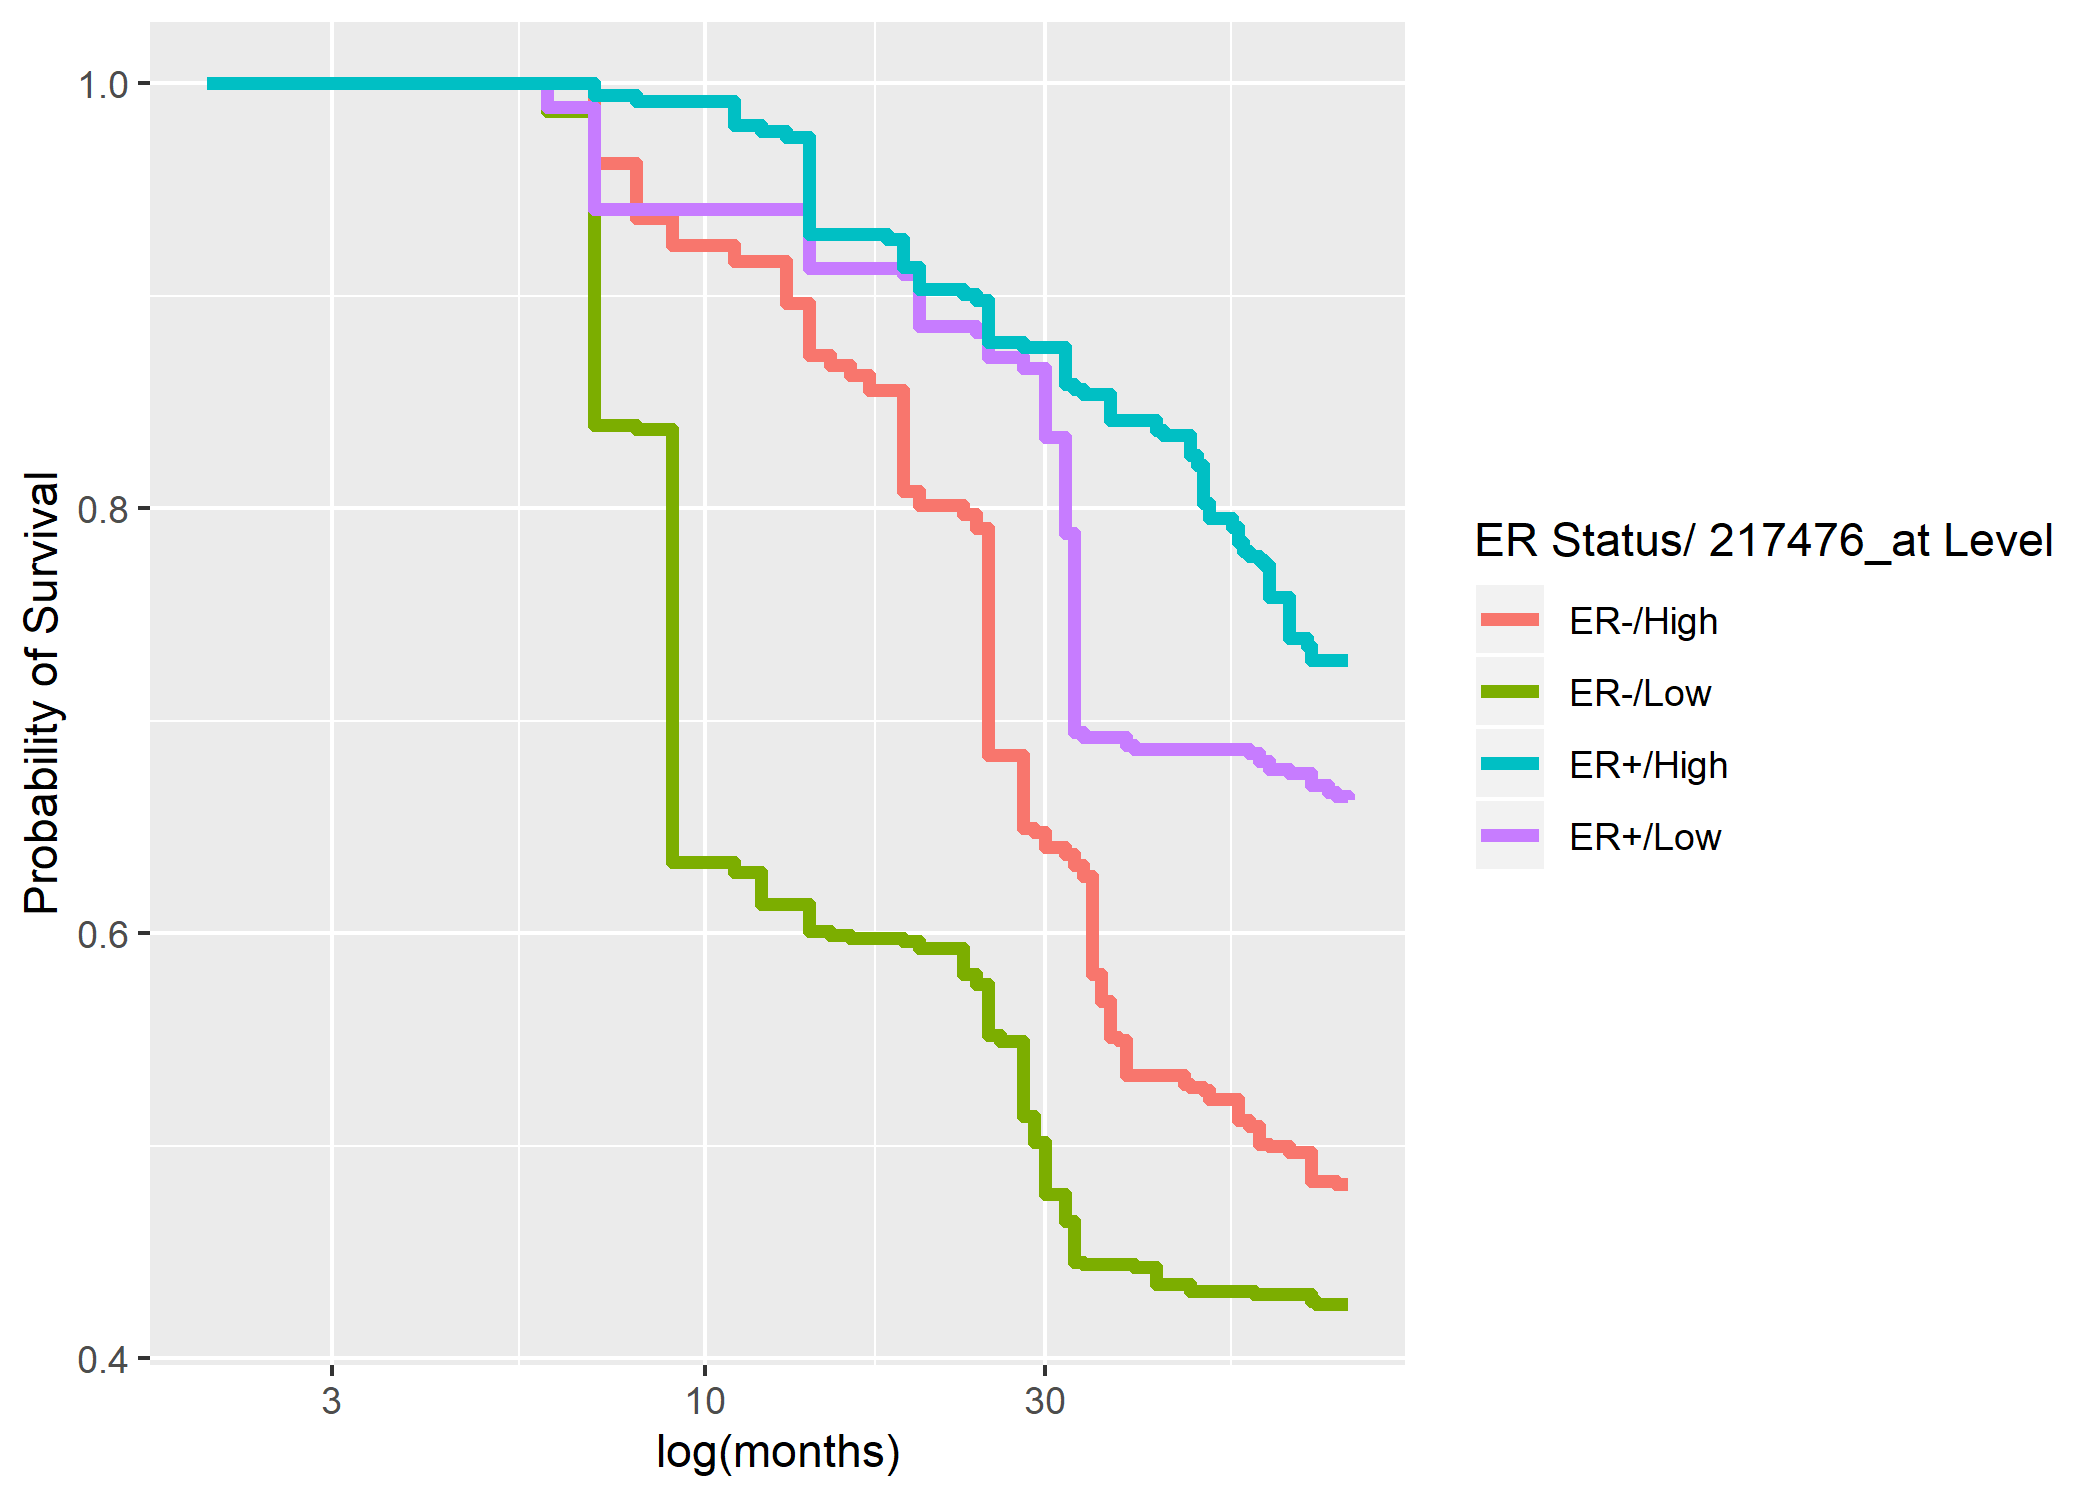 1.0
0.8
0.6
0.4
Probability of Survival
3 10 30
log(months)
ER Status/ 217476_at Level
ER-/High
ER-/Low
ER+/High
ER+/Low